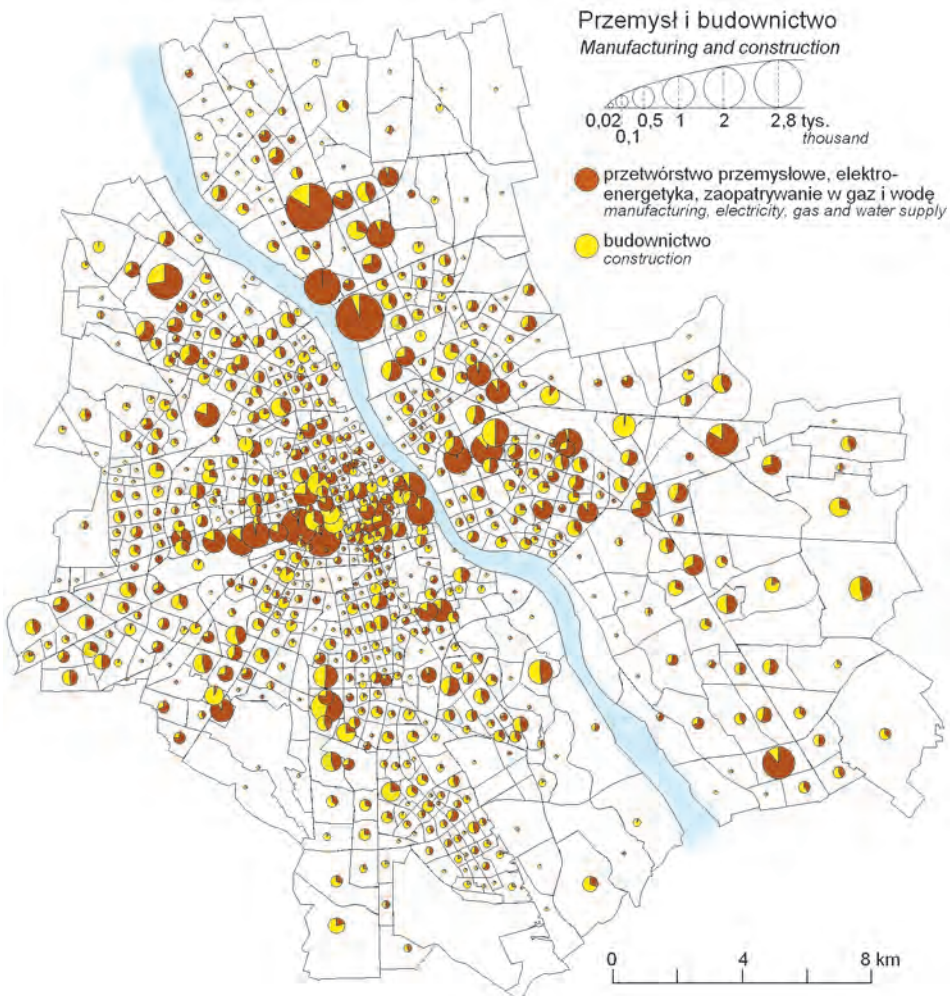 Przemysł i budownictwo
Manufacturing and construction
0,02 0,1 0,5 1 2 2,8 tys.
thousand
przetwórstwo przemysłowe, elektro-
energetyka, zaopatrywanie w gaz i wodę
manufacturing, electricity, gas and water supply
budownictwo
construction
0 4 8 km